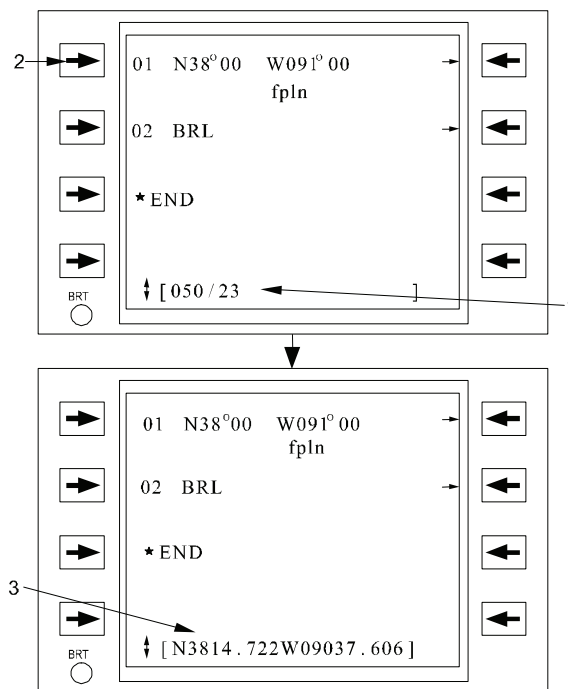 2
01 N38°00 W091°00
fpln
02 BRL
★END
BRT
[050/23 ]
01 N38°00 W091°00
fpln
02 BRL
★END
3
BRT
[N3814.722W09037.606]